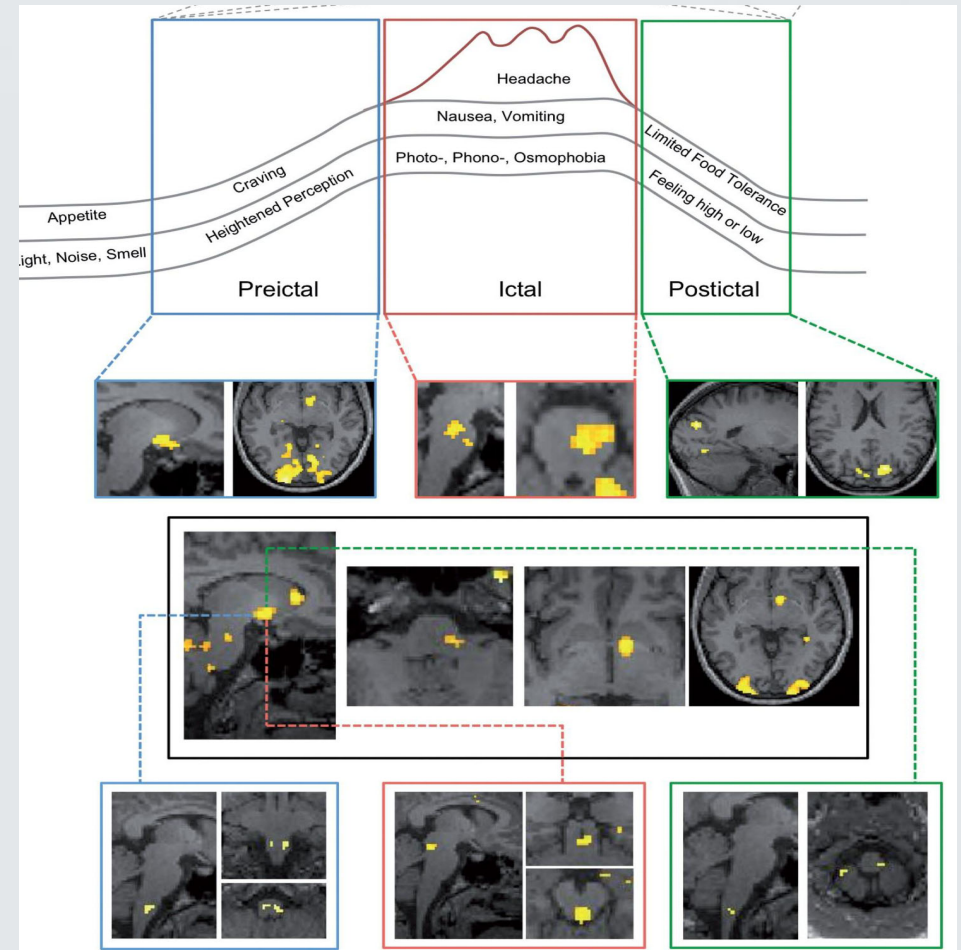 Headache
Nausea, Vomiting
Photo-, Phono-, Osmophobia
Craving
Heightened Perception
Limited Food Tolerance
Feeling high or low
Appetite
ight, Noise, Smell
Preictal
Ictal
Postictal